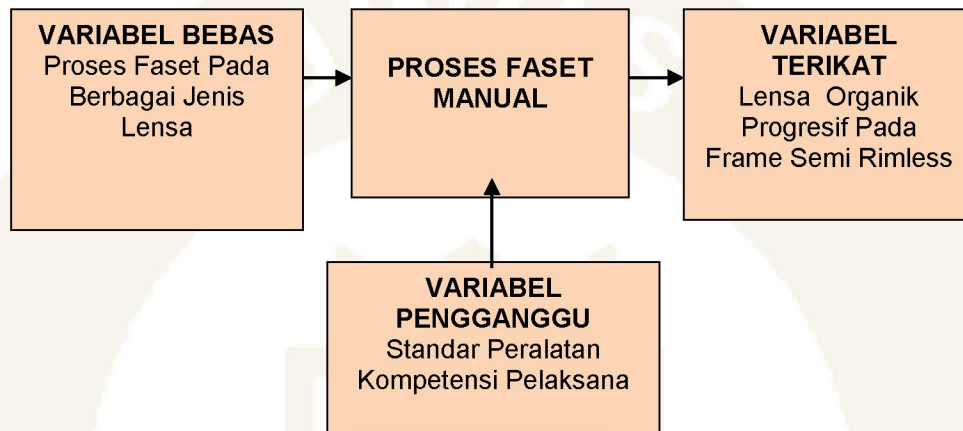 VARIABEL BEBAS
Proses Faset Pada
Berbagai Jenis
Lensa
PROSES FASET
MANUAL
VARIABEL
TERIKAT
Lensa Organik
Progresif Pada
Frame Semi Rimless
VARIABEL
PENGGANGGU
Standar Peralatan
Kompetensi Pelaksana